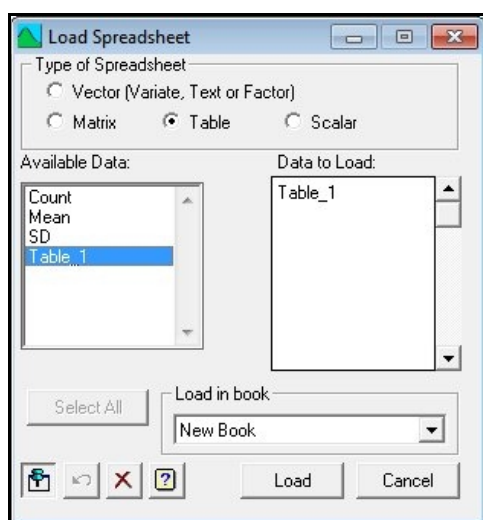 Load Spreadsheet
Type of Spreadsheet
Vector (Variate, Text or Factor)
Matrix Table Scalar
Available Data: Data to Load:
Count
Mean
SD
Table_1
Table_1
Select All
Load in book
New Book
?
Load Cancel